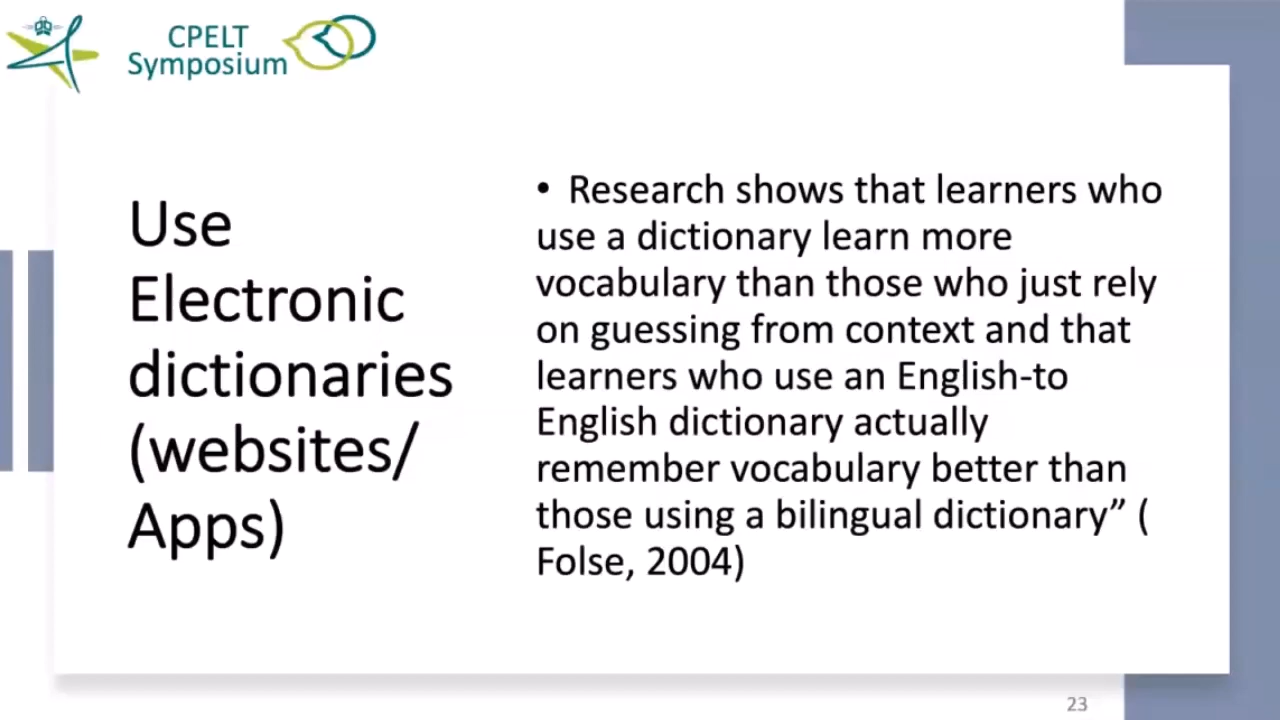 CPELT
Symposium
Use
Electronic
dictionaries
(websites/
Apps)
• Research shows that learners who
use a dictionary learn more
vocabulary than those who just rely
on guessing from context and that
learners who use an English-to
English dictionary actually
remember vocabulary better than
those using a bilingual dictionary” (
Folse, 2004)
23